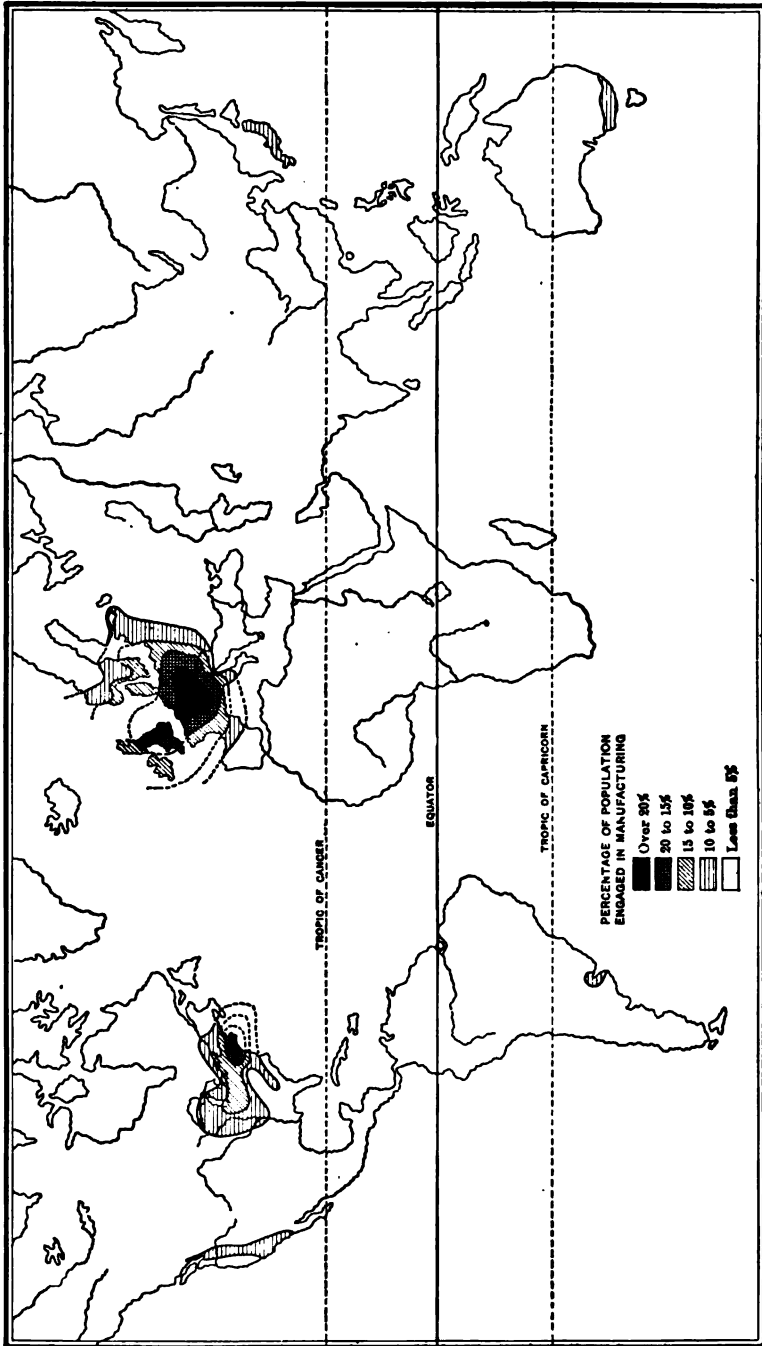 TROPIC OF CANCER
EQUATOR
TROPIC OF CAPRICORN
PERCENTAGE OF POPULATION
ENGAGED IN MANUFACTURING
Over 20%
20 to 15%
15 to 10%
10 to 5%
Less than 5%